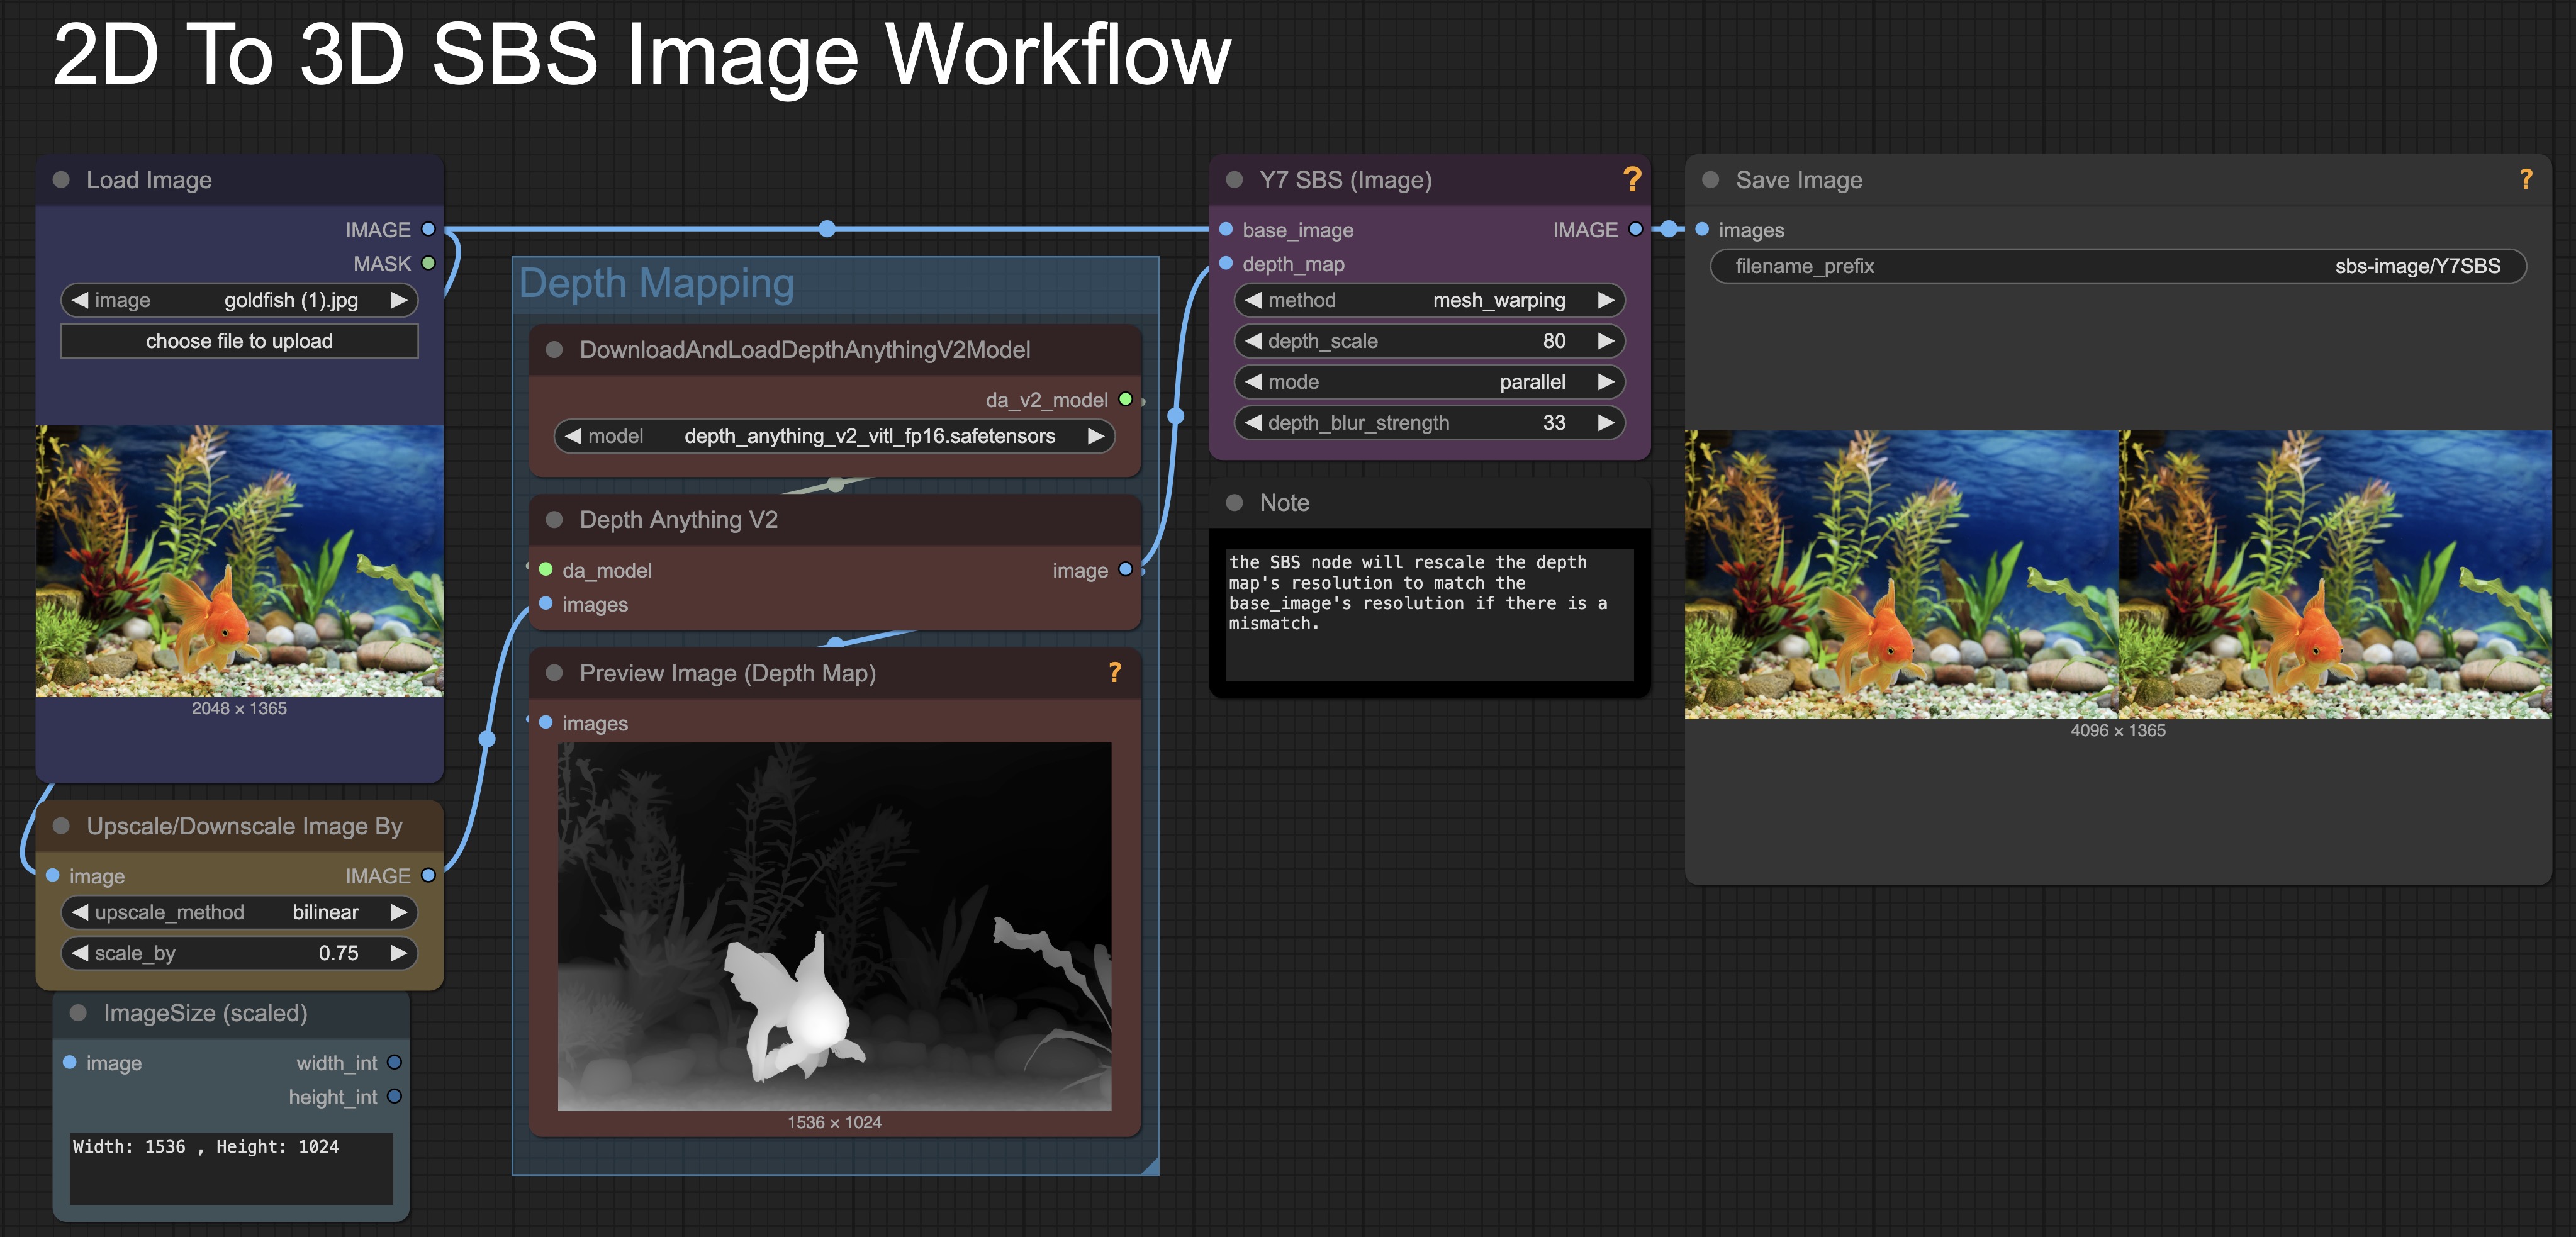 2D To 3D SBS Image Workflow
Load Image
IMAGE
MASK
image goldfish (1).jpg
choose file to upload
2048 × 1365
Upscale/Downscale Image By
image IMAGE
upscale_method bilinear
scale_by 0.75
ImageSize (scaled)
image width_int
height_int
Width: 1536 , Height: 1024
Depth Mapping
DownloadAndLoadDepthAnythingV2Model
da_v2_model
model depth_anything_v2_vitl_fp16.safetensors
Depth Anything V2
da_model image
images
Preview Image (Depth Map) ?
images
1536 × 1024
Y7 SBS (Image) ?
base_image IMAGE
depth_map
method mesh_warping
depth_scale 80
mode parallel
depth_blur_strength 33
Note
the SBS node will rescale the depth
map's resolution to match the
base_image's resolution if there is a
mismatch.
Save Image ?
images
filename_prefix sbs-image/Y7SBS
4096 × 1365